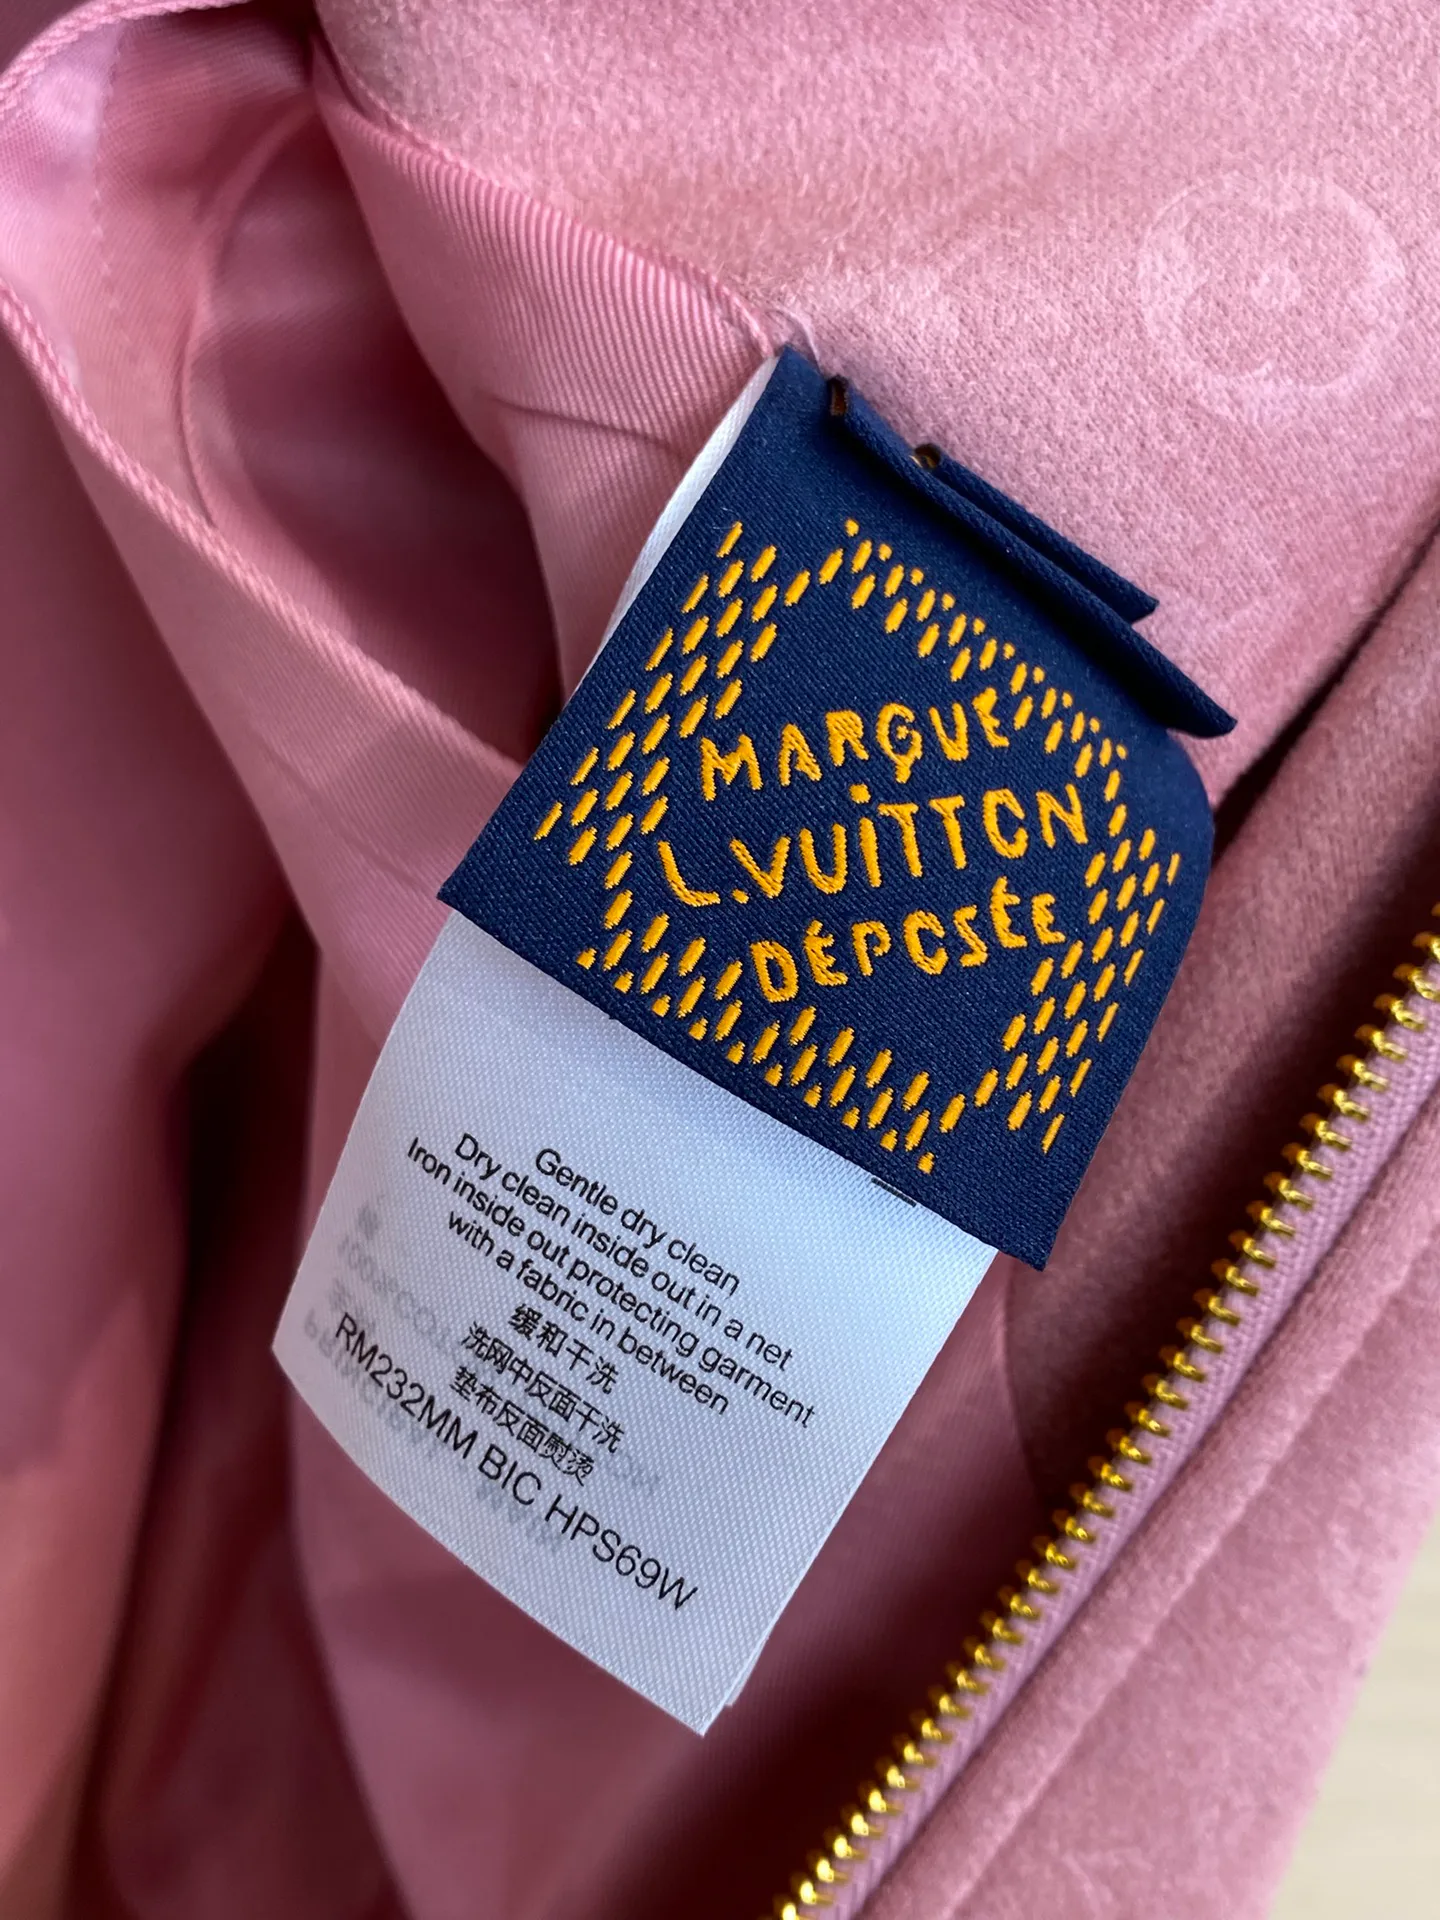 MARQUE
L.VUITTON
DÉPOSÉE
Gentle dry clean
Dry clean inside out in a net
Iron inside out protecting garment
with a fabric in between
缓和干洗
洗网中反面干洗
垫布反面熨烫
RM232MM BIC HPS69W